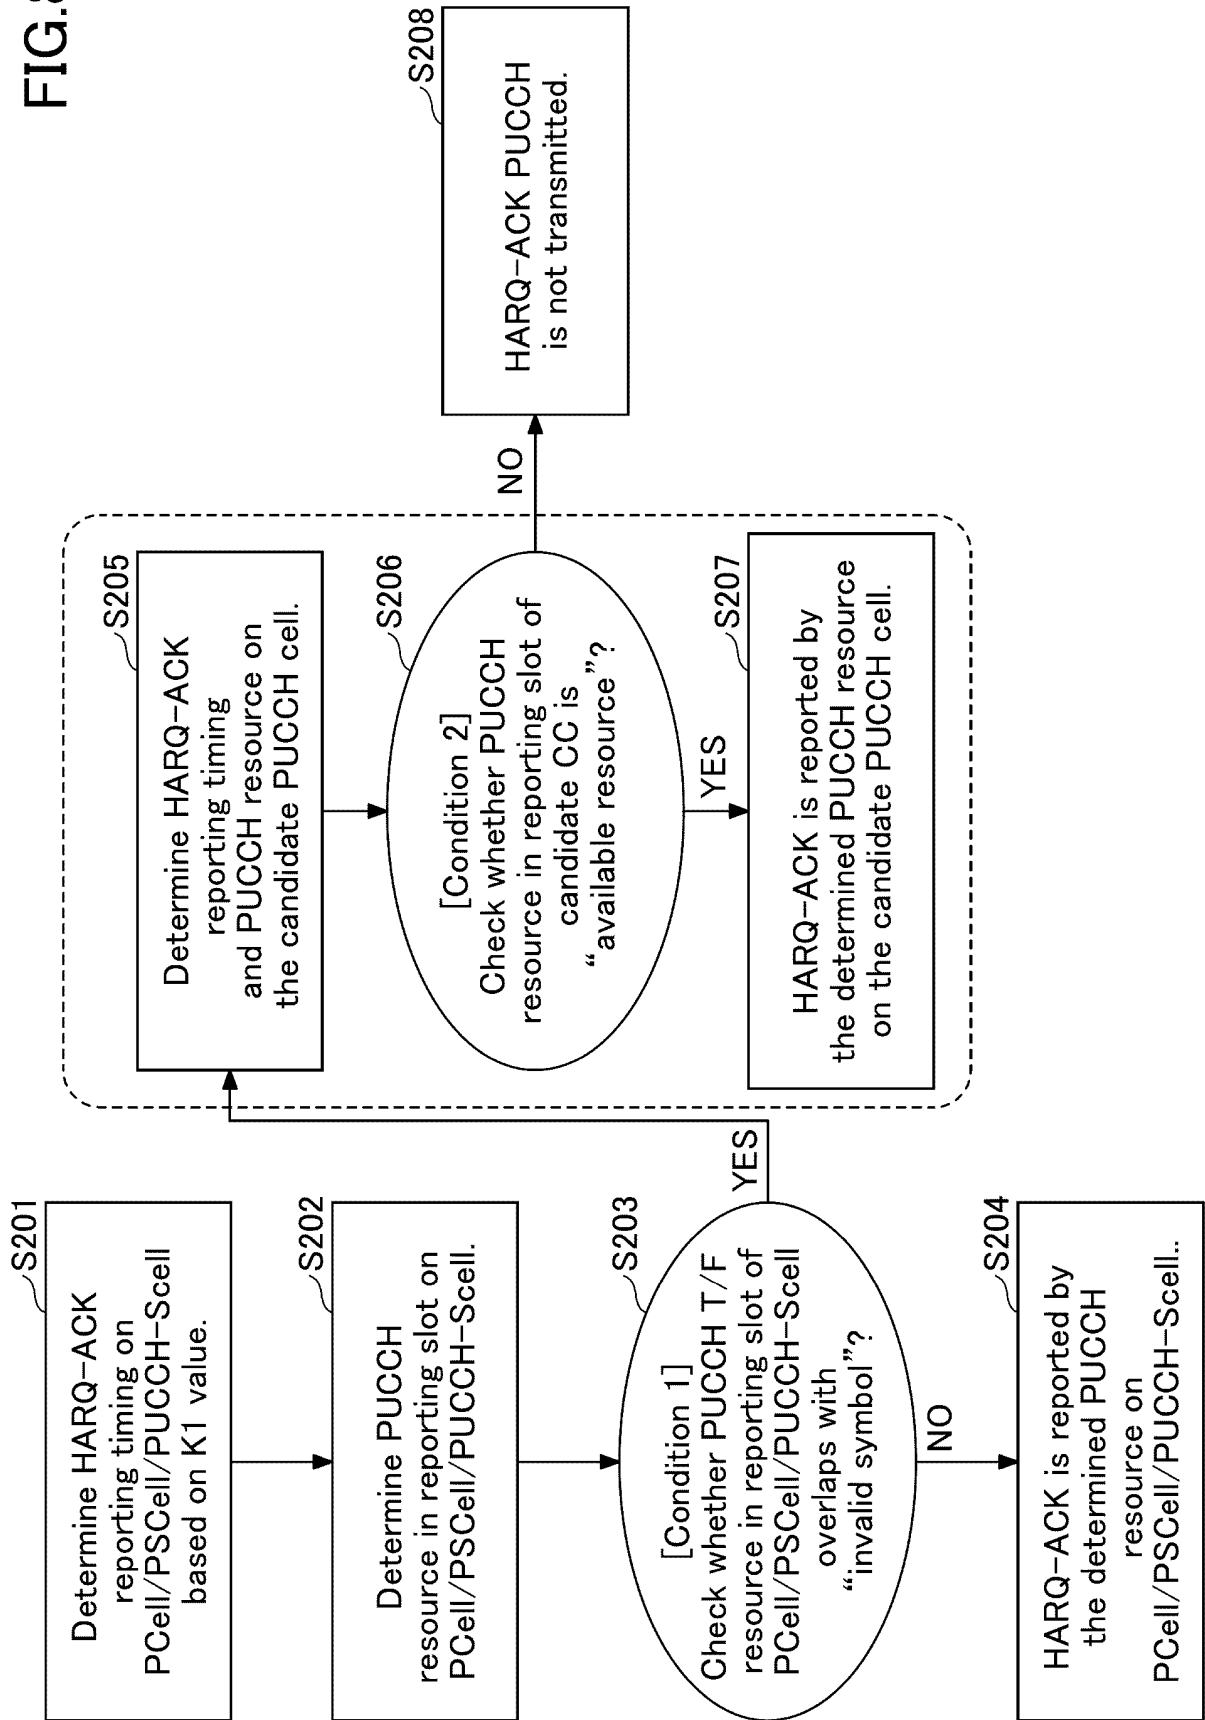 FIG.
S201
Determine HARQ-ACK
reporting timing on
PCell/PSCell/PUCCH-Scell
based on K1 value.
S202
Determine PUCCH
resource in reporting slot on
PCell/PSCell/PUCCH-Scell.
S203
[Condition 1]
Check whether PUCCH T/F
resource in reporting slot of
PCell/PSCell/PUCCH-Scell
overlaps with
“invalid symbol”?
YES
NO
S204
HARQ-ACK is reported by
the determined PUCCH
resource on
PCell/PSCell/PUCCH-Scell..
S205
Determine HARQ-ACK
reporting timing
and PUCCH resource on
the candidate PUCCH cell.
S206
[Condition 2]
Check whether PUCCH
resource in reporting slot of
candidate CC is
“available resource”?
NO
YES
S207
HARQ-ACK is reported by
the determined PUCCH resource
on the candidate PUCCH cell.
S208
HARQ-ACK PUCCH
is not transmitted.